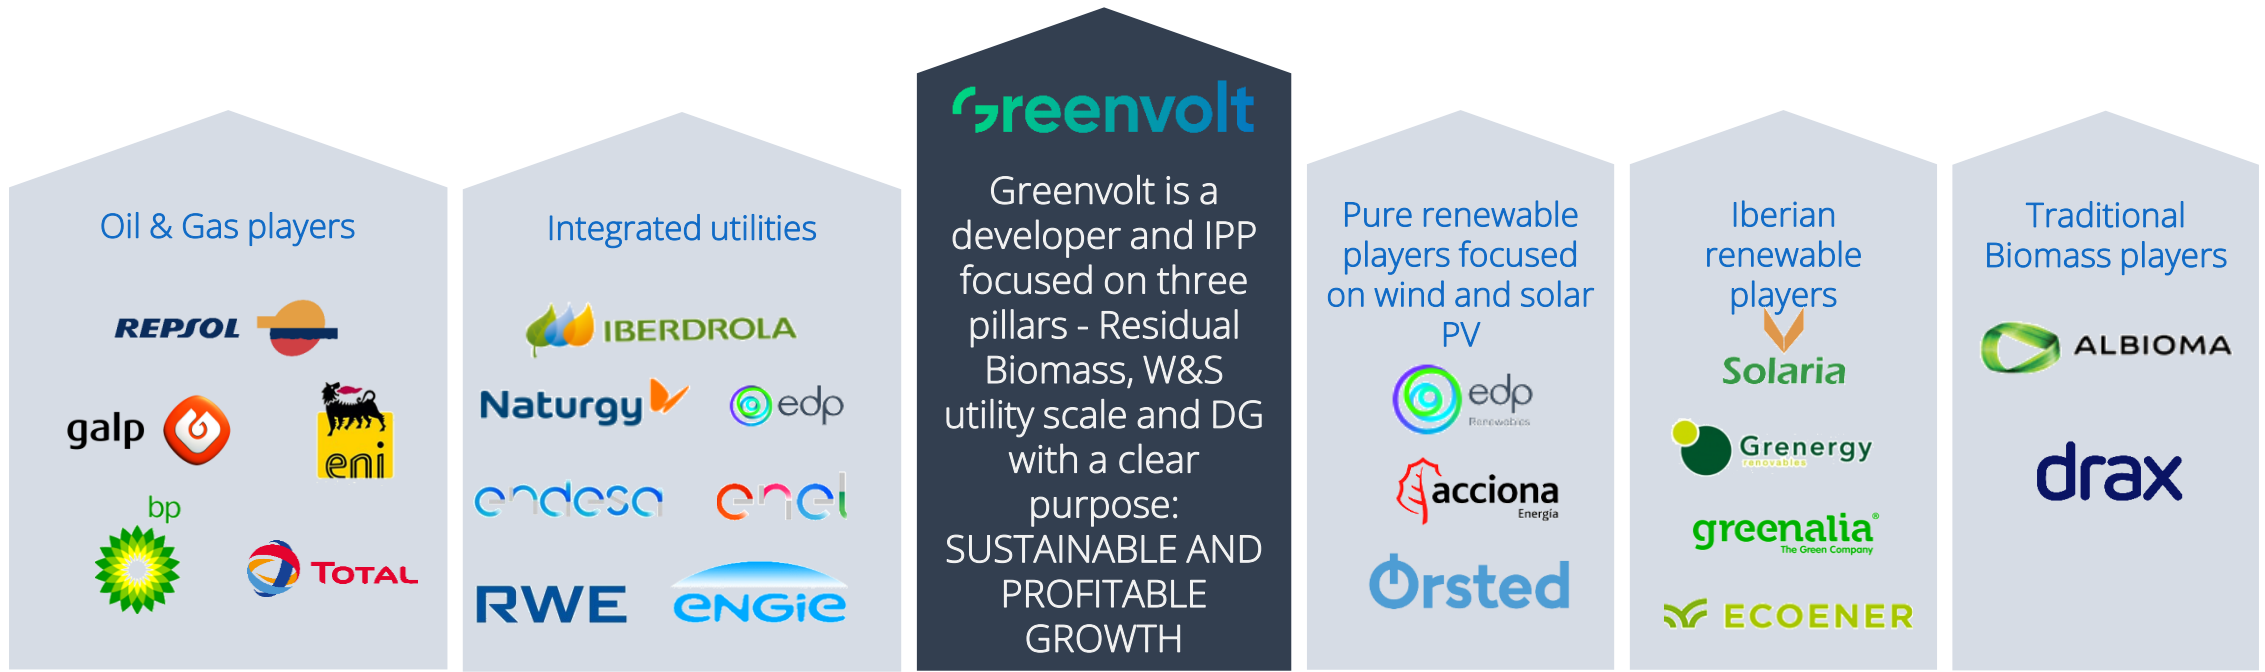 Oil & Gas players
REPSOL
galp
eni
bp
TOTAL
Integrated utilities
IBERDROLA
Naturgy
edp
endesa
enel
RWE
ENGIE
Greenvolt
Greenvolt is a
developer and IPP
focused on three
pillars - Residual
Biomass, W&S
utility scale and DG
with a clear
purpose:
SUSTAINABLE AND
PROFITABLE
GROWTH
Pure renewable
players focused
on wind and solar
PV
edp
Renewables
acciona
Energía
Ørsted
Iberian
renewable
players
Solaria
Grenergy
renovables
greenalia®
The Green Company
ECOENER
Traditional
Biomass players
ALBIOMA
drax